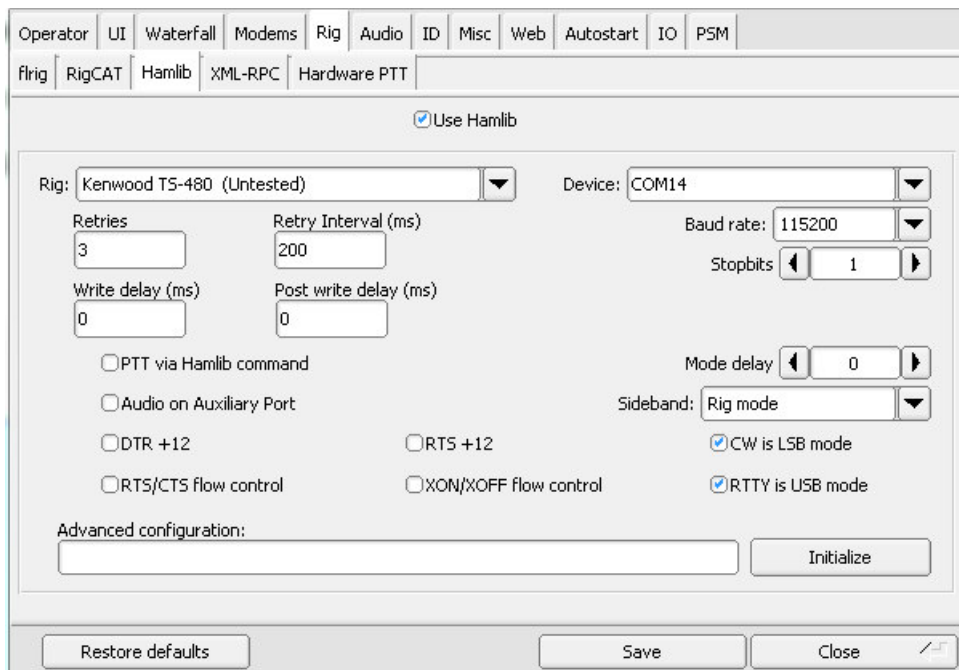 Operator UI Waterfall Modems Rig Audio ID Misc Web Autostart IO PSM
flrig RigCAT Hamlib XML-RPC Hardware PTT
Use Hamlib
Rig: Kenwood TS-480 (Untested) Device: COM14
Retries Retry Interval (ms) Baud rate: 115200
3 200 Stopbits 1
Write delay (ms) Post write delay (ms)
0 0
PTT via Hamlib command Mode delay 0
Audio on Auxiliary Port Sideband: Rig mode
DTR +12 RTS +12 CW is LSB mode
RTS/CTS flow control XON/XOFF flow control RTTY is USB mode
Advanced configuration:
Initialize
Restore defaults Save Close